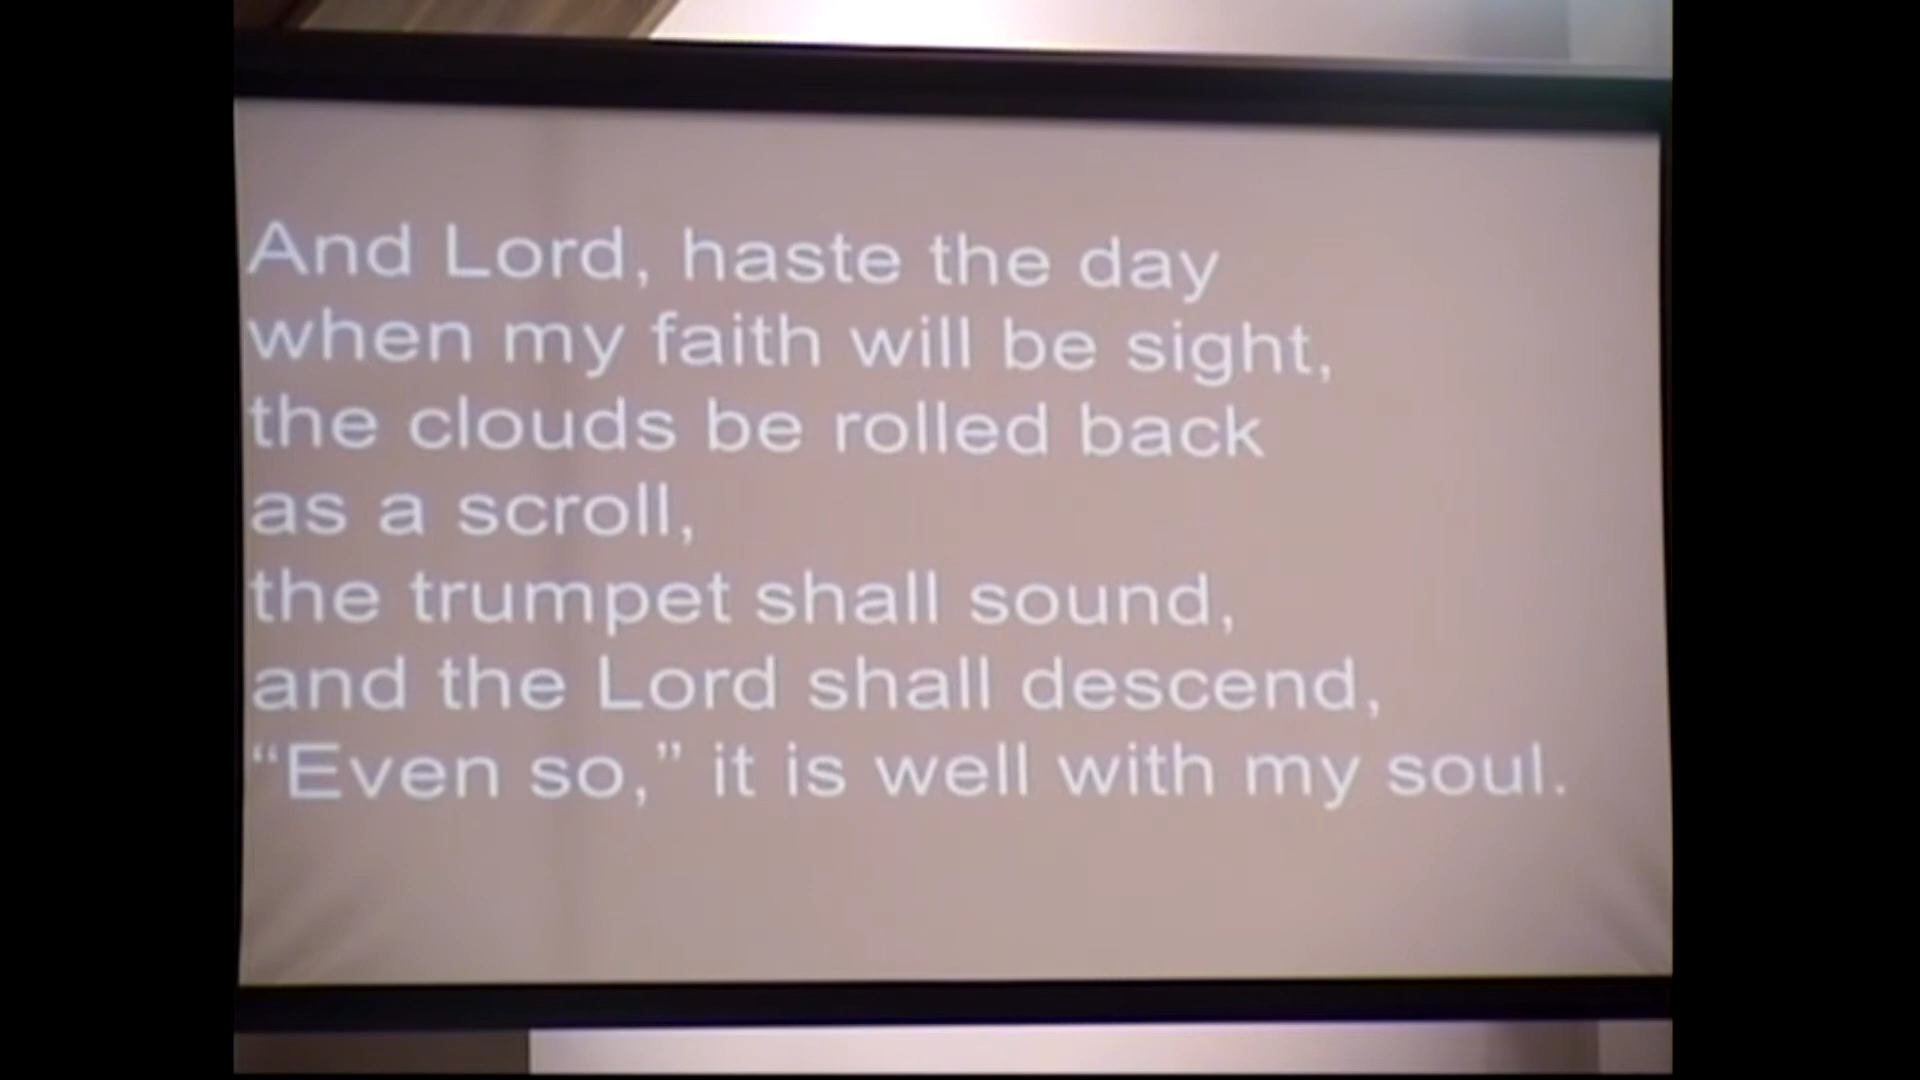 And Lord, haste the day
when my faith will be sight,
the clouds be rolled back
as a scroll,
the trumpet shall sound,
and the Lord shall descend,
“Even so,” it is well with my soul.